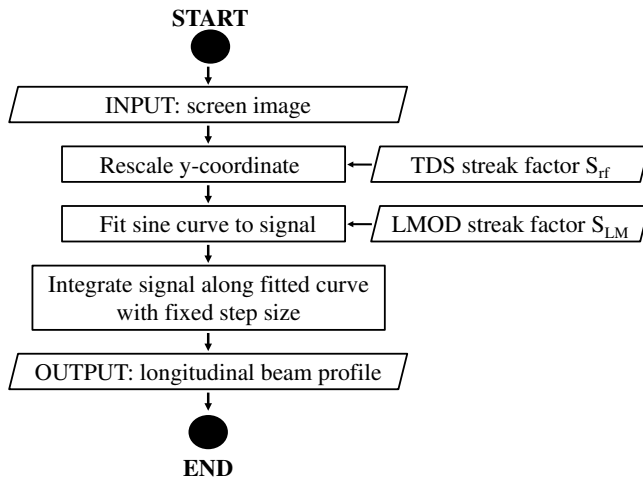 START
INPUT: screen image
Rescale y-coordinate
TDS streak factor S_rf
Fit sine curve to signal
LMOD streak factor S_LM
Integrate signal along fitted curve
with fixed step size
OUTPUT: longitudinal beam profile
END